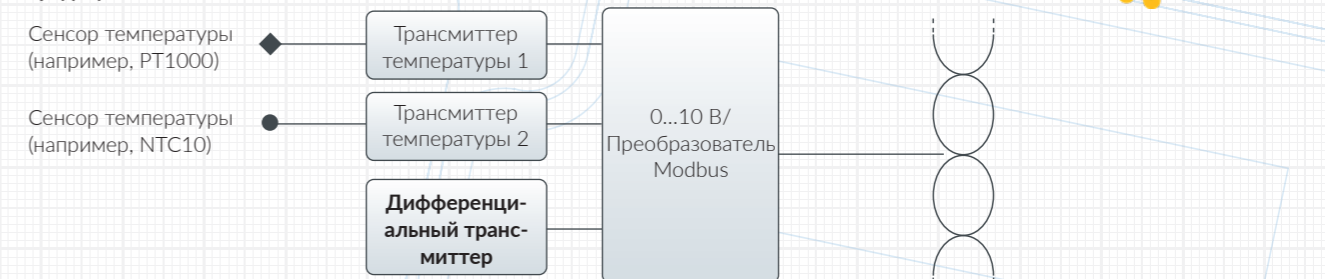 Сенсор температуры
(например, PT1000)
Трансмиттер
температуры 1
Сенсор температуры
(например, NTC10)
Трансмиттер
температуры 2
Дифференци-
альный транс-
миттер
0...10 В/
Преобразователь
Modbus